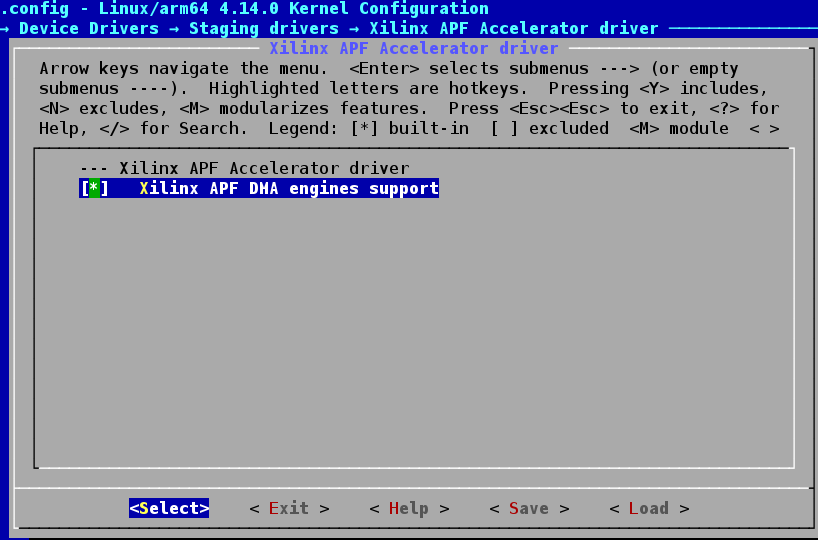 .config - Linux/arm64 4.14.0 Kernel Configuration
→ Device Drivers → Staging drivers → Xilinx APF Accelerator driver
Xilinx APF Accelerator driver
Arrow keys navigate the menu.  <Enter> selects submenus ---> (or empty
submenus ----).  Highlighted letters are hotkeys.  Pressing <Y> includes,
<N> excludes, <M> modularizes features.  Press <Esc><Esc> to exit, <?> for
Help, </> for Search.  Legend: [*] built-in  [ ] excluded  <M> module  < >
--- Xilinx APF Accelerator driver
[*]   Xilinx APF DMA engines support
<Select>    < Exit >    < Help >    < Save >    < Load >